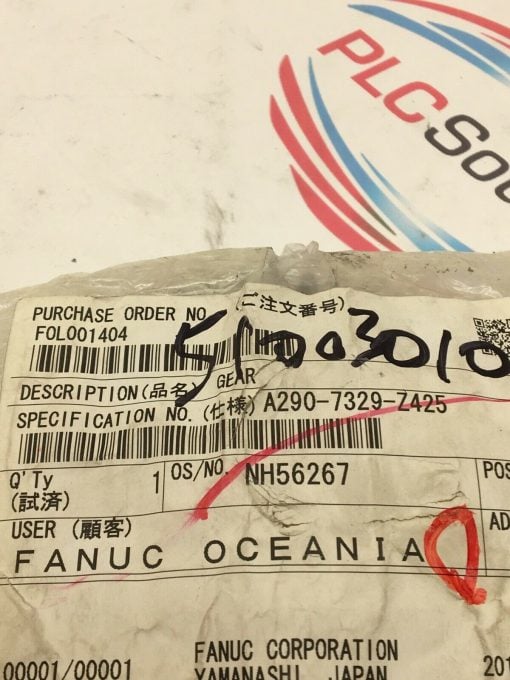 PLC Sou
PURCHASE ORDER NO. (ご注文番号)
FOL001404
51003010
DESCRIPTION(品名) GEAR
SPECIFICATION NO.(仕様) A290-7329-Z425
Q'Ty 1 OS/NO. NH56267 POS
(試済)
USER (顧客) AD
FANUC OCEANIA
FANUC CORPORATION
00001/00001 YAMANASHI, JAPAN 201